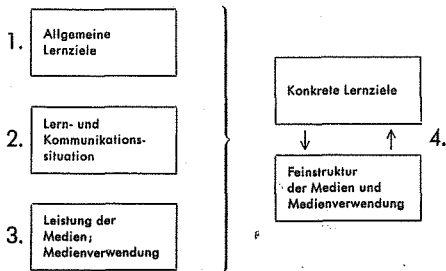 1. Allgemeine
Lernziele
2. Lern- und
Kommunikations-
situation
3. Leistung der
Medien;
Medienverwendung
Konkrete Lernziele
4.
Feinstruktur
der Medien und
Medienverwendung